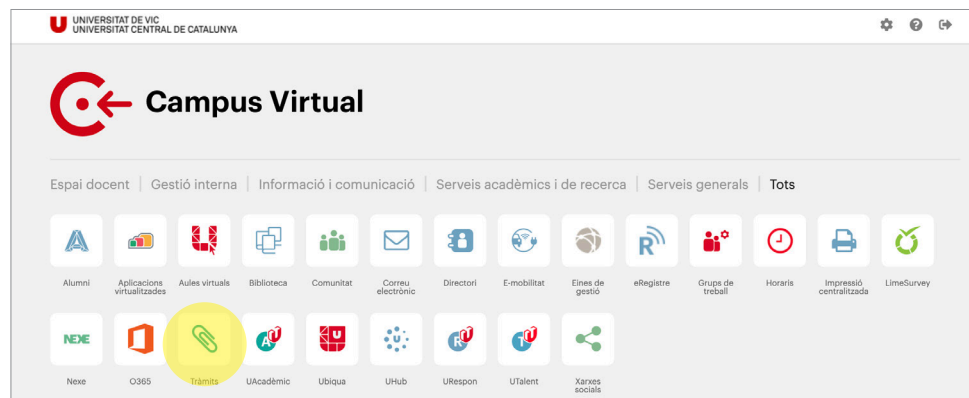 UNIVERSITAT DE VIC
UNIVERSITAT CENTRAL DE CATALUNYA
Campus Virtual
Espai docent | Gestió interna | Informació i comunicació | Serveis acadèmics i de recerca | Serveis generals | Tots
Alumni Aplicacions virtualitzades Aules virtuals Biblioteca Comunitat Correu electrònic Directori E-mobilitat Eines de gestió eRegistre Grups de treball Horaris Impressió centralitzada LimeSurvey
NEXE
Nexe O365 Tràmits UAcadèmic Ubiqua UHub URespon UTalent Xarxes socials